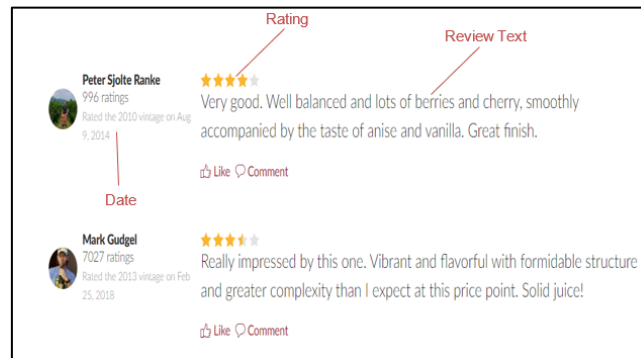 Rating
Review Text
Peter Sjolte Ranke
996 ratings
Rated the 2010 vintage on Aug
9, 2014
Very good. Well balanced and lots of berries and cherry, smoothly
accompanied by the taste of anise and vanilla. Great finish.
Like Comment
Date
Mark Gudgel
7027 ratings
Rated the 2013 vintage on Feb
25, 2018
Really impressed by this one. Vibrant and flavorful with formidable structure
and greater complexity than I expect at this price point. Solid juice!
Like Comment